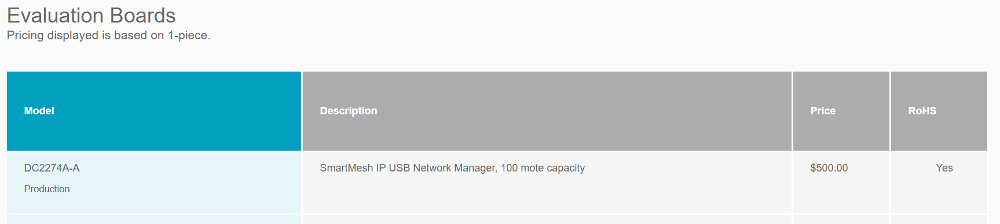 Evaluation Boards
Pricing displayed is based on 1-piece.
Model Description Price RoHS
DC2274A-A SmartMesh IP USB Network Manager, 100 mote capacity $500.00 Yes
Production